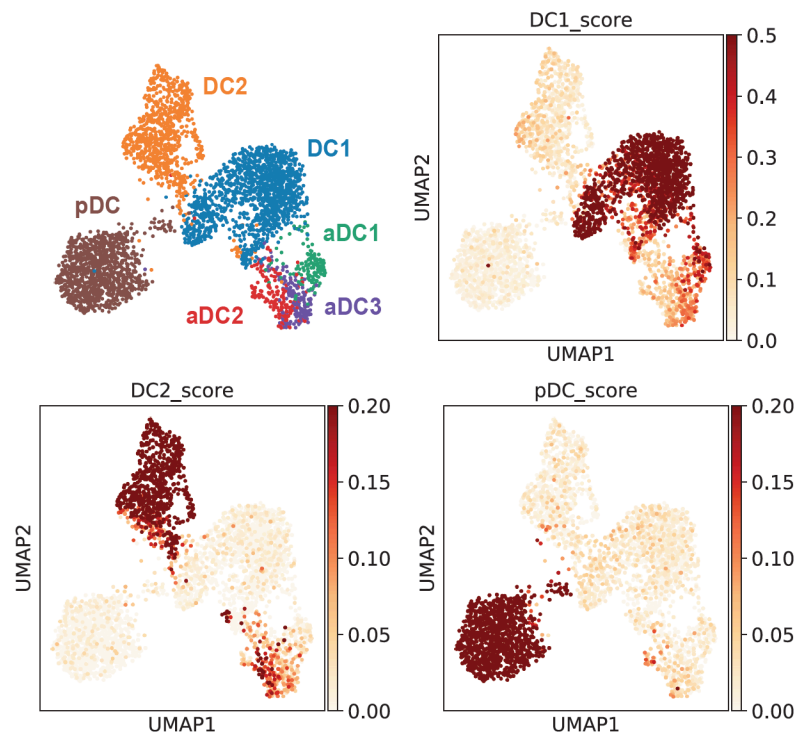 DC2
DC1
pDC
aDC1
aDC2
aDC3
DC1_score
UMAP2
UMAP1
0.5
0.4
0.3
0.2
0.1
0.0
DC2_score
UMAP2
UMAP1
0.20
0.15
0.10
0.05
0.00
pDC_score
UMAP2
UMAP1
0.20
0.15
0.10
0.05
0.00